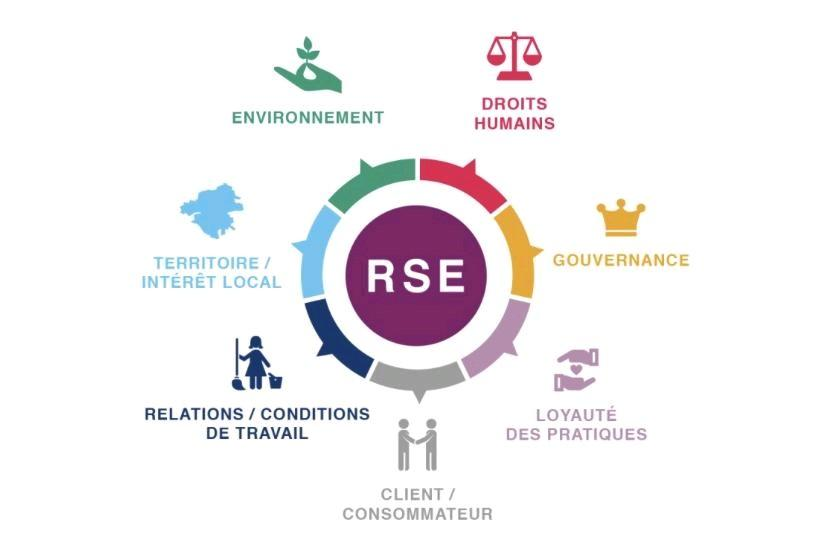 ENVIRONNEMENT
DROITS
HUMAINS
TERRITOIRE /
INTÉRÊT LOCAL
RSE
GOUVERNANCE
RELATIONS / CONDITIONS
DE TRAVAIL
LOYAUTÉ
DES PRATIQUES
CLIENT /
CONSOMMATEUR